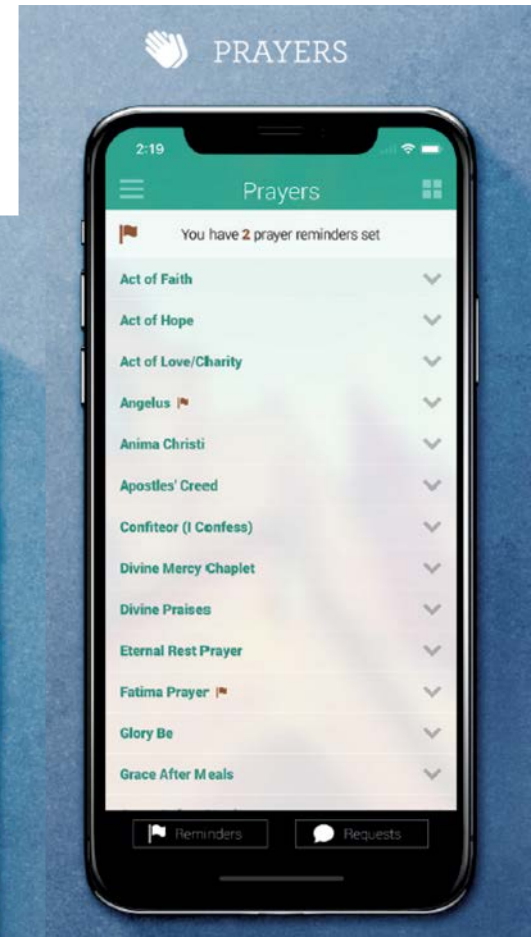 PRAYERS
2:19
Prayers
You have 2 prayer reminders set
Act of Faith
Act of Hope
Act of Love/Charity
Angelus
Anima Christi
Apostles' Creed
Confiteor (I Confess)
Divine Mercy Chaplet
Divine Praises
Eternal Rest Prayer
Fatima Prayer
Glory Be
Grace After Meals
Reminders Requests